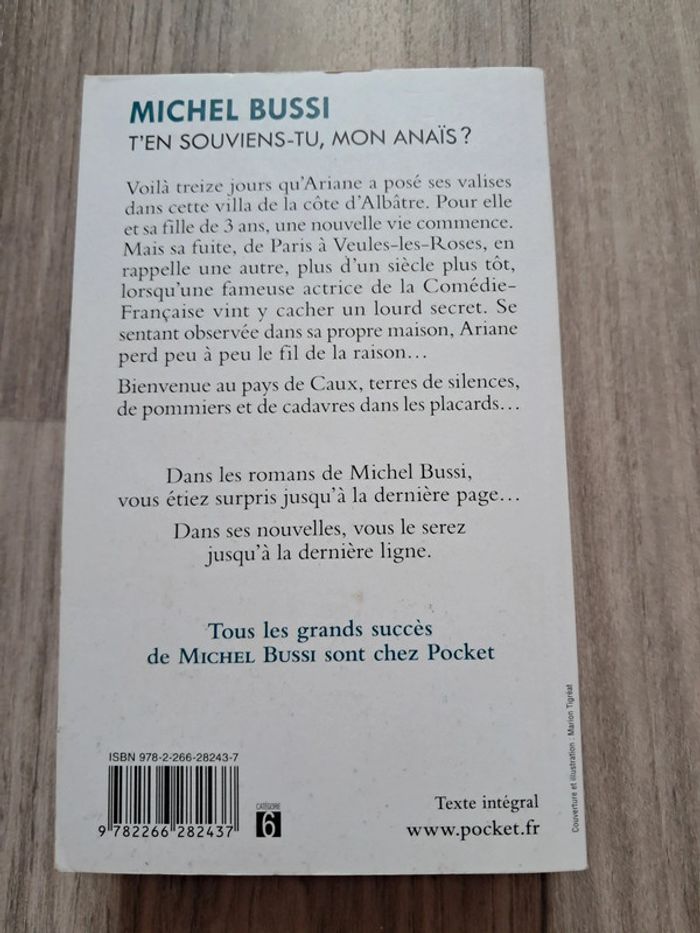 MICHEL BUSSI
T'EN SOUVIENS-TU, MON ANAÏS ?
Voilà treize jours qu'Ariane a posé ses valises
dans cette villa de la côte d'Albâtre. Pour elle
et sa fille de 3 ans, une nouvelle vie commence.
Mais sa fuite, de Paris à Veules-les-Roses, en
rappelle une autre, plus d'un siècle plus tôt,
lorsqu'une fameuse actrice de la Comédie-
Française vint y cacher un lourd secret. Se
sentant observée dans sa propre maison, Ariane
perd peu à peu le fil de la raison…
Bienvenue au pays de Caux, terres de silences,
de pommiers et de cadavres dans les placards…
Dans les romans de Michel Bussi,
vous étiez surpris jusqu'à la dernière page…
Dans ses nouvelles, vous le serez
jusqu'à la dernière ligne.
Tous les grands succès
de MICHEL BUSSI sont chez Pocket
ISBN 978-2-266-28243-7
9 782266 282437
CATÉGORIE
6
Texte intégral
www.pocket.fr
Couverture et illustration : Marion Tigréat